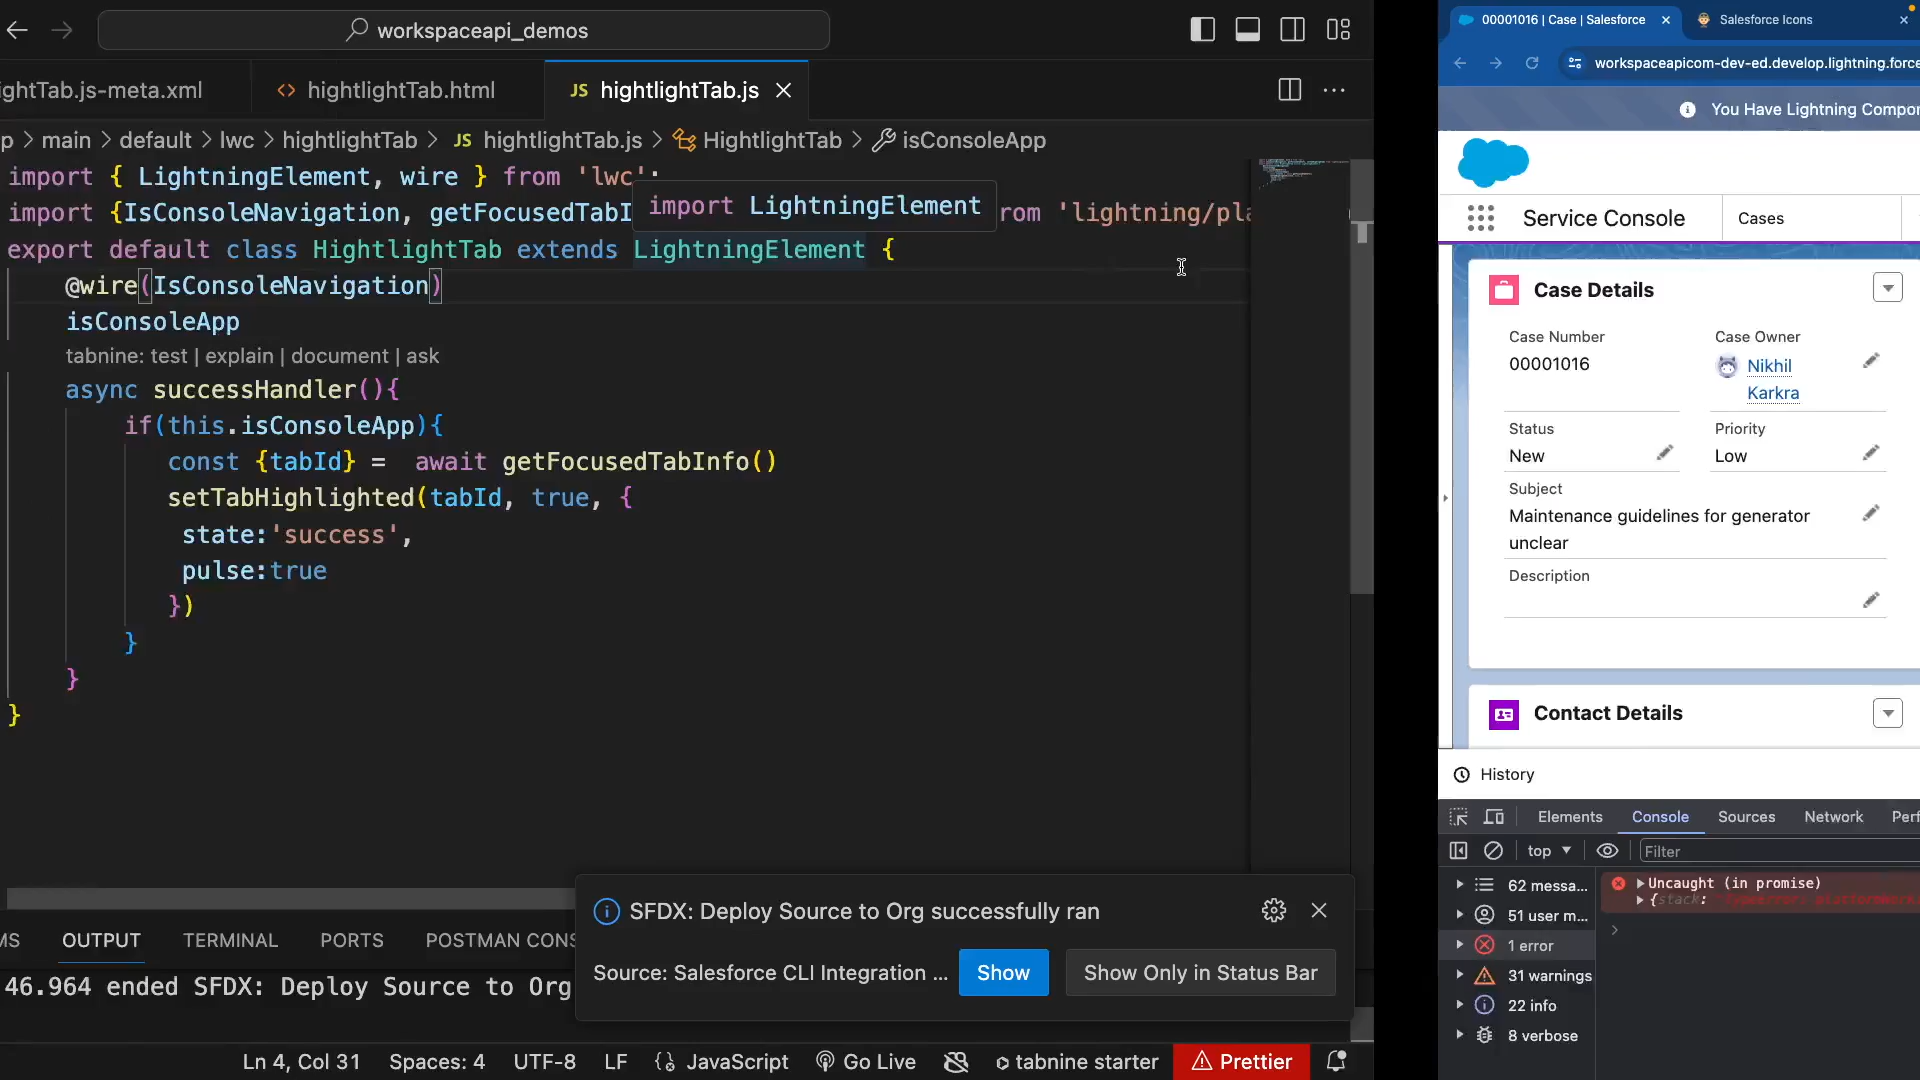 workspaceapi_demos
ightTab.js-meta.xml
<> hightlightTab.html
JS hightlightTab.js
p > main > default > lwc > hightlightTab > JS hightlightTab.js > HightlightTab > isConsoleApp
import { LightningElement, wire } from 'lwc';
import {IsConsoleNavigation, getFocusedTabI
import LightningElement
rom 'lightning/pla
export default class HightlightTab extends LightningElement {
@wire(IsConsoleNavigation)
isConsoleApp
tabnine: test | explain | document | ask
async successHandler(){
if(this.isConsoleApp){
const {tabId} =  await getFocusedTabInfo()
setTabHighlighted(tabId, true, {
state:'success',
pulse:true
})
}
}
}
SFDX: Deploy Source to Org successfully ran
Source: Salesforce CLI Integration ...
Show
Show Only in Status Bar
MS
OUTPUT
TERMINAL
PORTS
POSTMAN CONS
46.964 ended SFDX: Deploy Source to Org
Ln 4, Col 31
Spaces: 4
UTF-8
LF
JavaScript
Go Live
tabnine starter
Prettier
00001016 | Case | Salesforce
Salesforce Icons
workspaceapicom-dev-ed.develop.lightning.force
You Have Lightning Compor
Service Console
Cases
Case Details
Case Number
00001016
Case Owner
Nikhil
Karkra
Status
New
Priority
Low
Subject
Maintenance guidelines for generator
unclear
Description
Contact Details
History
Elements
Console
Sources
Network
Perf
top
Filter
62 messa...
51 user m...
1 error
31 warnings
22 info
8 verbose
Uncaught (in promise)
{stack: